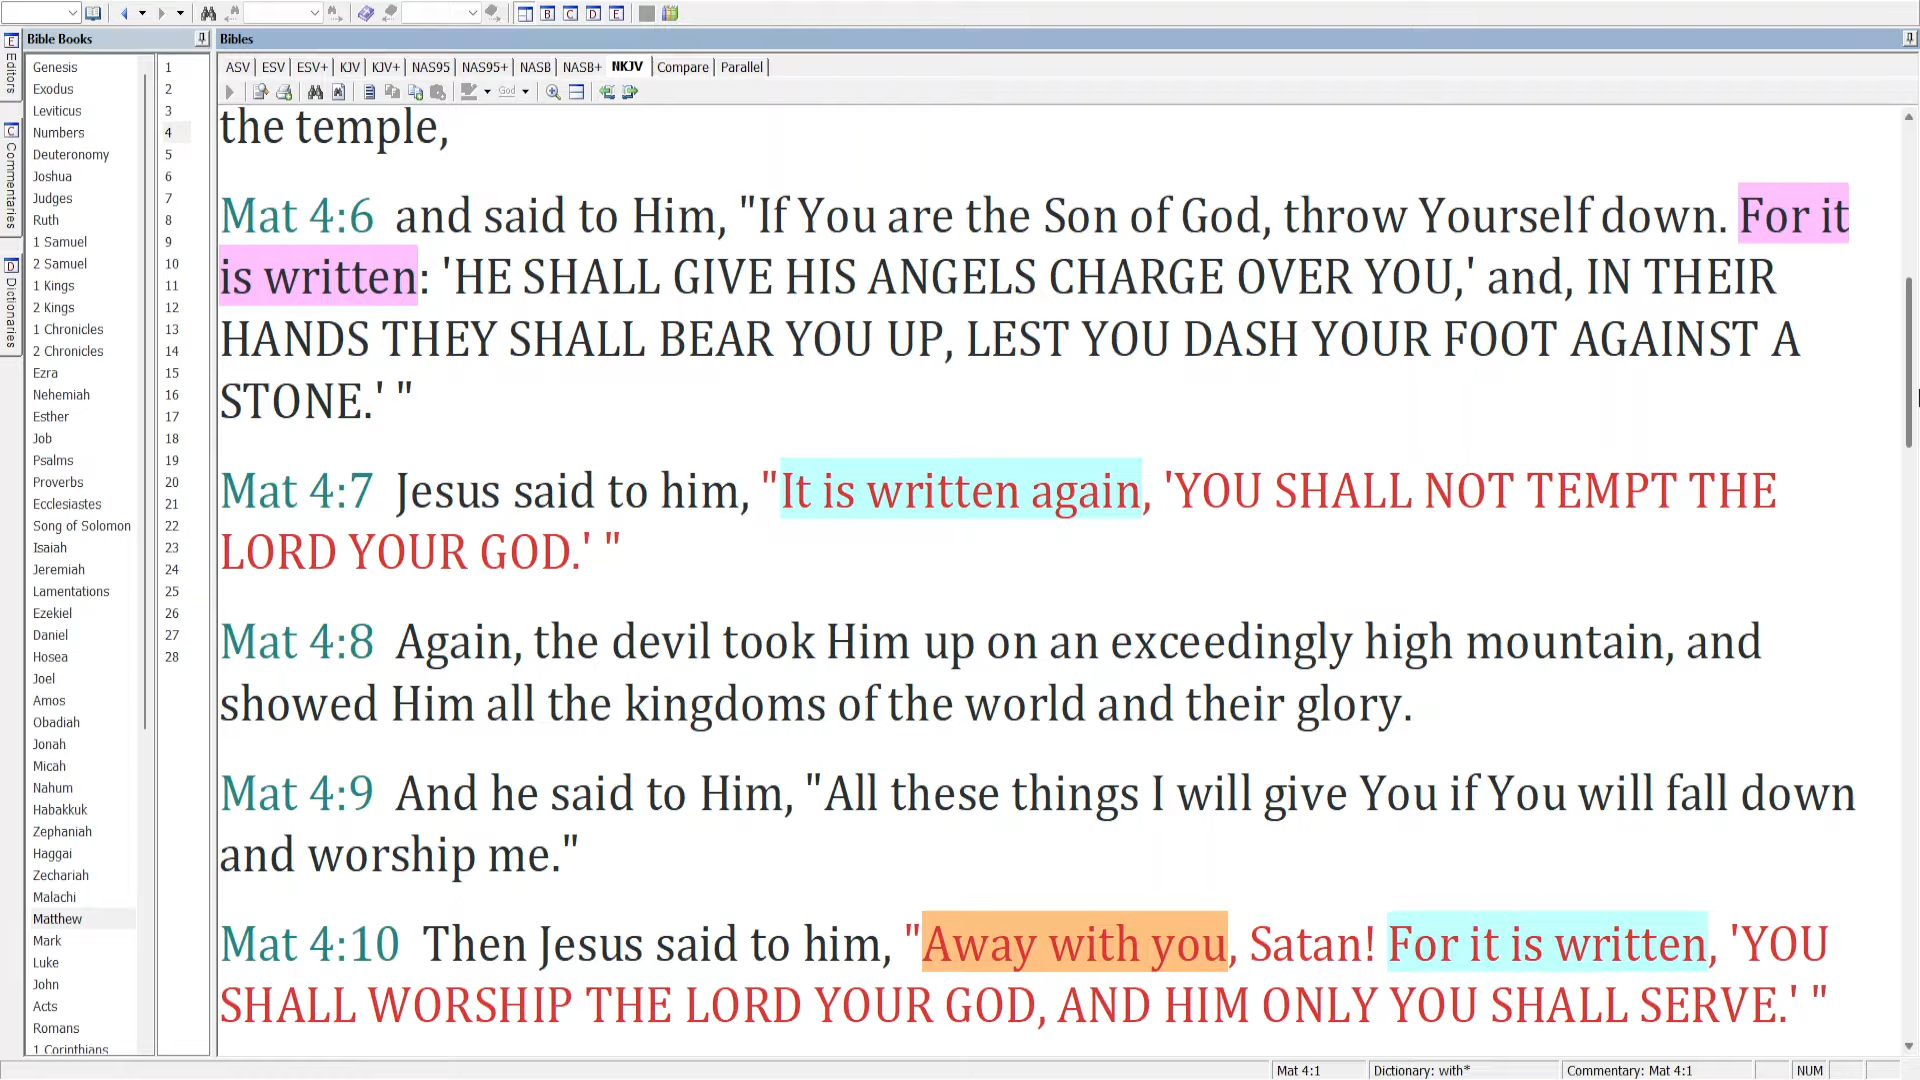 B C D E
Bible Books
Bibles
Editors
Commentaries
Dictionaries
E
C
D
ASV ESV ESV+ KJV KJV+ NAS95 NAS95+ NASB NASB+ NKJV Compare Parallel
God
Genesis
Exodus
Leviticus
Numbers
Deuteronomy
Joshua
Judges
Ruth
1 Samuel
2 Samuel
1 Kings
2 Kings
1 Chronicles
2 Chronicles
Ezra
Nehemiah
Esther
Job
Psalms
Proverbs
Ecclesiastes
Song of Solomon
Isaiah
Jeremiah
Lamentations
Ezekiel
Daniel
Hosea
Joel
Amos
Obadiah
Jonah
Micah
Nahum
Habakkuk
Zephaniah
Haggai
Zechariah
Malachi
Matthew
Mark
Luke
John
Acts
Romans
1 Corinthians
1
2
3
4
5
6
7
8
9
10
11
12
13
14
15
16
17
18
19
20
21
22
23
24
25
26
27
28
the temple,
Mat 4:6 and said to Him, "If You are the Son of God, throw Yourself down. For it
is written: 'HE SHALL GIVE HIS ANGELS CHARGE OVER YOU,' and, IN THEIR
HANDS THEY SHALL BEAR YOU UP, LEST YOU DASH YOUR FOOT AGAINST A
STONE.' "
Mat 4:7 Jesus said to him, "It is written again, 'YOU SHALL NOT TEMPT THE
LORD YOUR GOD.' "
Mat 4:8 Again, the devil took Him up on an exceedingly high mountain, and
showed Him all the kingdoms of the world and their glory.
Mat 4:9 And he said to Him, "All these things I will give You if You will fall down
and worship me."
Mat 4:10 Then Jesus said to him, "Away with you, Satan! For it is written, 'YOU
SHALL WORSHIP THE LORD YOUR GOD, AND HIM ONLY YOU SHALL SERVE.' "
Mat 4:1 Dictionary: with* Commentary: Mat 4:1 NUM